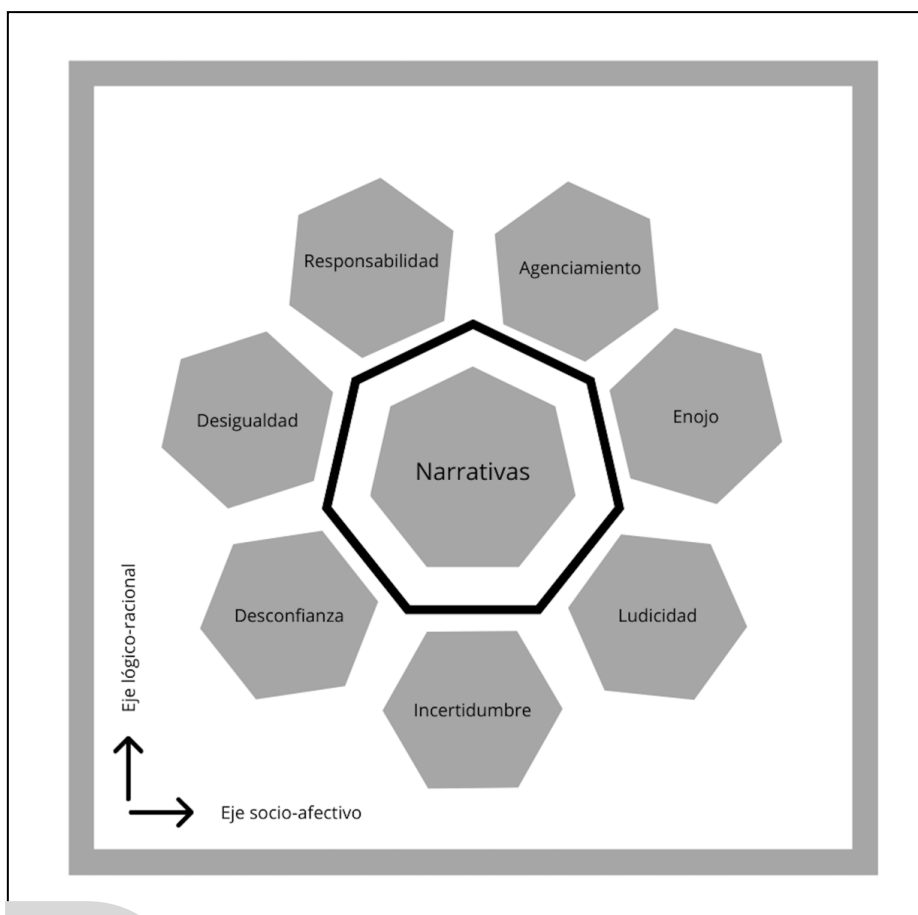 Responsabilidad
Agenciamiento
Desigualdad
Enojo
Narrativas
Desconfianza
Ludicidad
Incertidumbre
Eje lógico-racional
Eje socio-afectivo